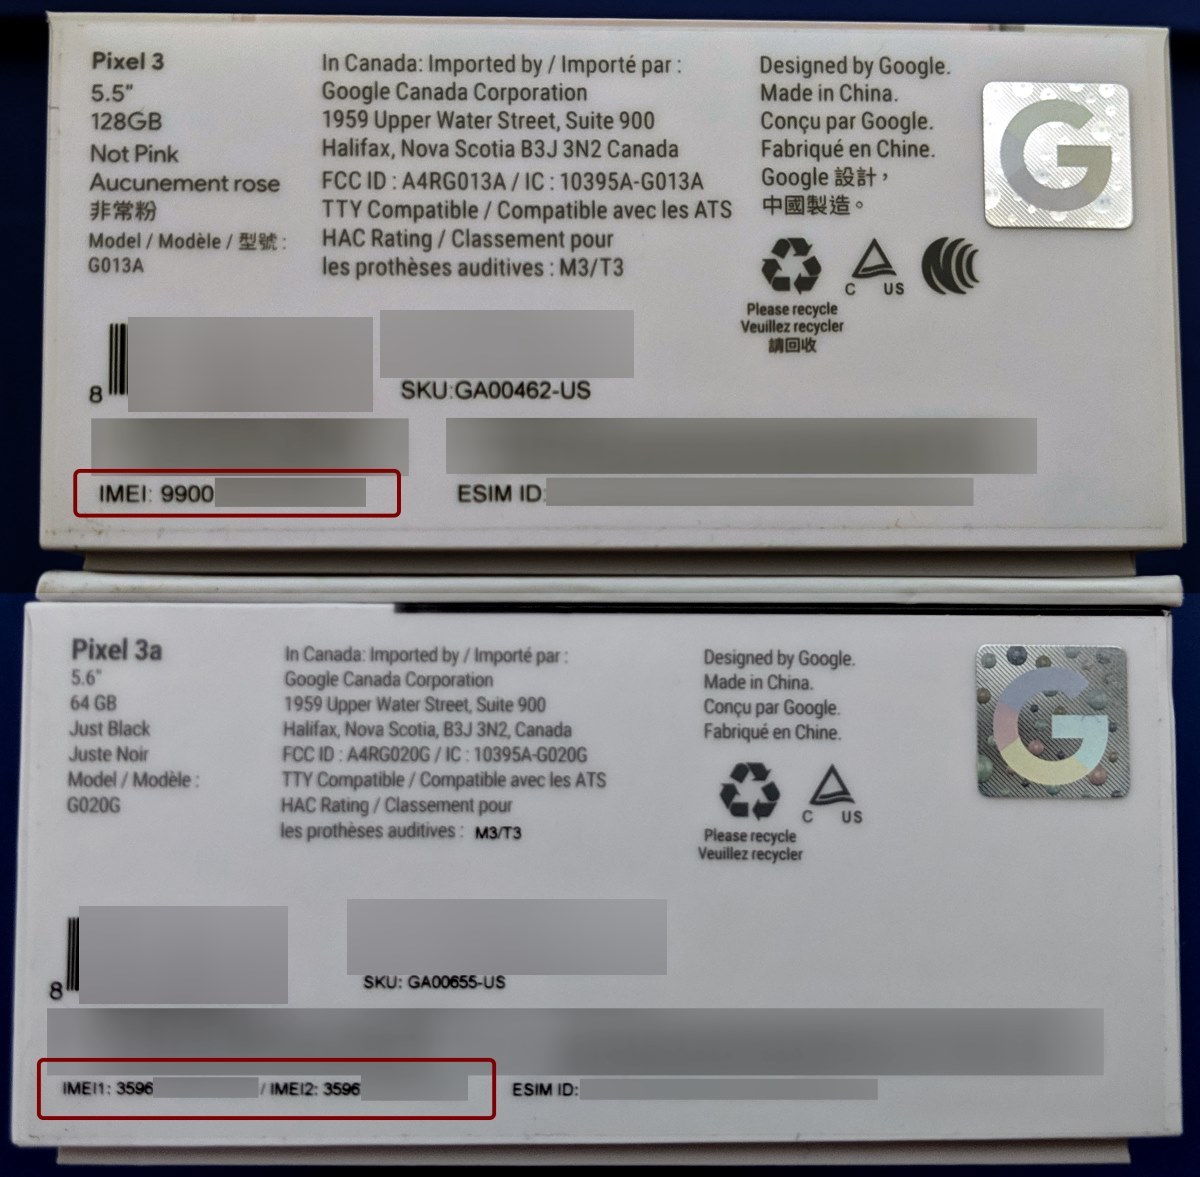 Pixel 3
5.5"
128GB
Not Pink
Aucunement rose
非常粉
Model / Modèle / 型號 :
G013A
In Canada: Imported by / Importé par :
Google Canada Corporation
1959 Upper Water Street, Suite 900
Halifax, Nova Scotia B3J 3N2 Canada
FCC ID : A4RG013A / IC : 10395A-G013A
TTY Compatible / Compatible avec les ATS
HAC Rating / Classement pour
les prothèses auditives : M3/T3
Designed by Google.
Made in China.
Conçu par Google.
Fabriqué en Chine.
Google 設計，
中國製造。
G
C US
Please recycle
Veuillez recycler
請回收
8
SKU:GA00462-US
IMEI: 9900
ESIM ID:
Pixel 3a
5.6"
64 GB
Just Black
Juste Noir
Model / Modèle :
G020G
In Canada: Imported by / Importé par :
Google Canada Corporation
1959 Upper Water Street, Suite 900
Halifax, Nova Scotia, B3J 3N2, Canada
FCC ID : A4RG020G / IC : 10395A-G020G
TTY Compatible / Compatible avec les ATS
HAC Rating / Classement pour
les prothèses auditives : M3/T3
Designed by Google.
Made in China.
Conçu par Google.
Fabriqué en Chine.
G
C US
Please recycle
Veuillez recycler
8
SKU: GA00655-US
IMEI1: 3596 / IMEI2: 3596
ESIM ID: